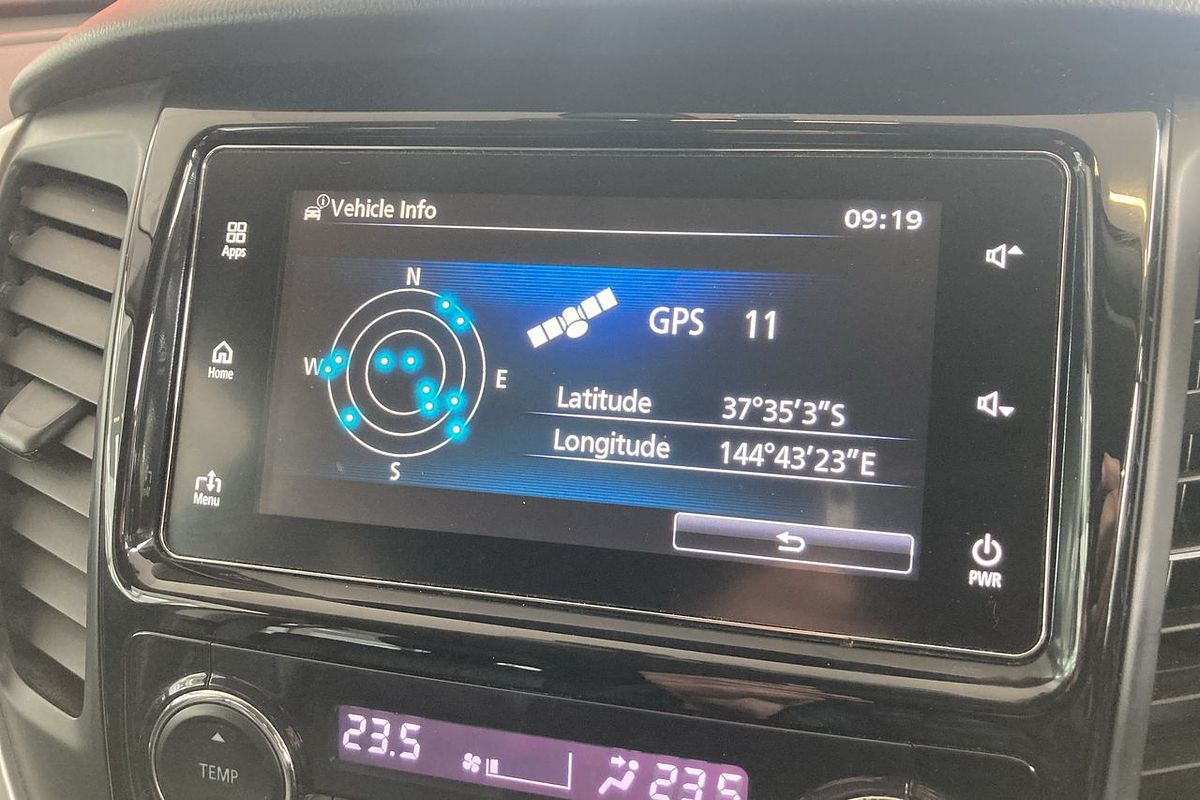 Vehicle Info
09:19
Apps
Home
Menu
N
W
E
S
GPS 11
Latitude 37°35'3"S
Longitude 144°43'23"E
PWR
23.5
23.5
TEMP